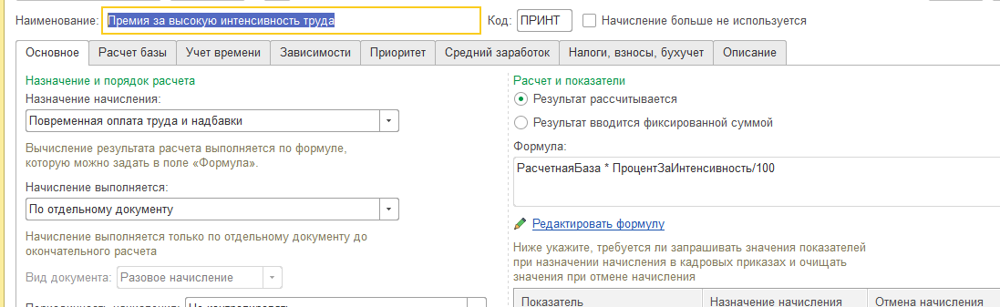 Наименование: Премия за высокую интенсивность труда Код: ПРИНТ Начисление больше не используется
Основное Расчет базы Учет времени Зависимости Приоритет Средний заработок Налоги, взносы, бухучет Описание
Назначение и порядок расчета
Назначение начисления:
Повременная оплата труда и надбавки
Вычисление результата расчета выполняется по формуле,
которую можно задать в поле «Формула».
Начисление выполняется:
По отдельному документу
Начисление выполняется только по отдельному документу до
окончательного расчета
Вид документа: Разовое начисление
Расчет и показатели
Результат рассчитывается
Результат вводится фиксированной суммой
Формула:
РасчетнаяБаза * ПроцентЗаИнтенсивность/100
Редактировать формулу
Ниже укажите, требуется ли запрашивать значения показателей
при назначении начисления в кадровых приказах и очищать
значения при отмене начисления
Показатель Назначение начисления Отмена начисления